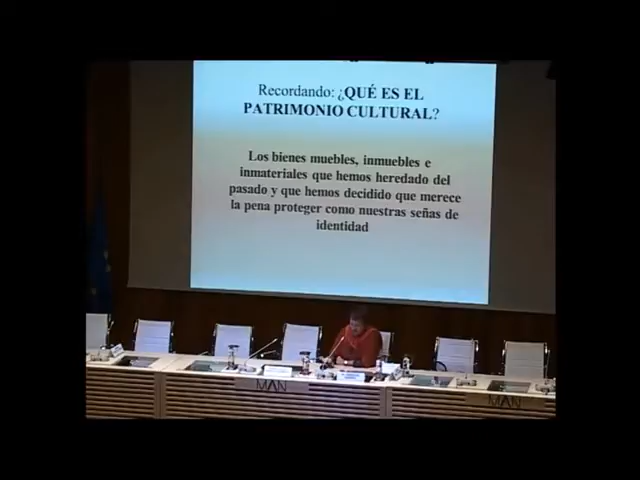 Recordando: ¿QUÉ ES EL
PATRIMONIO CULTURAL?
Los bienes muebles, inmuebles e
inmateriales que hemos heredado del
pasado y que hemos decidido que merece
la pena proteger como nuestras señas de
identidad
MAN
MAN